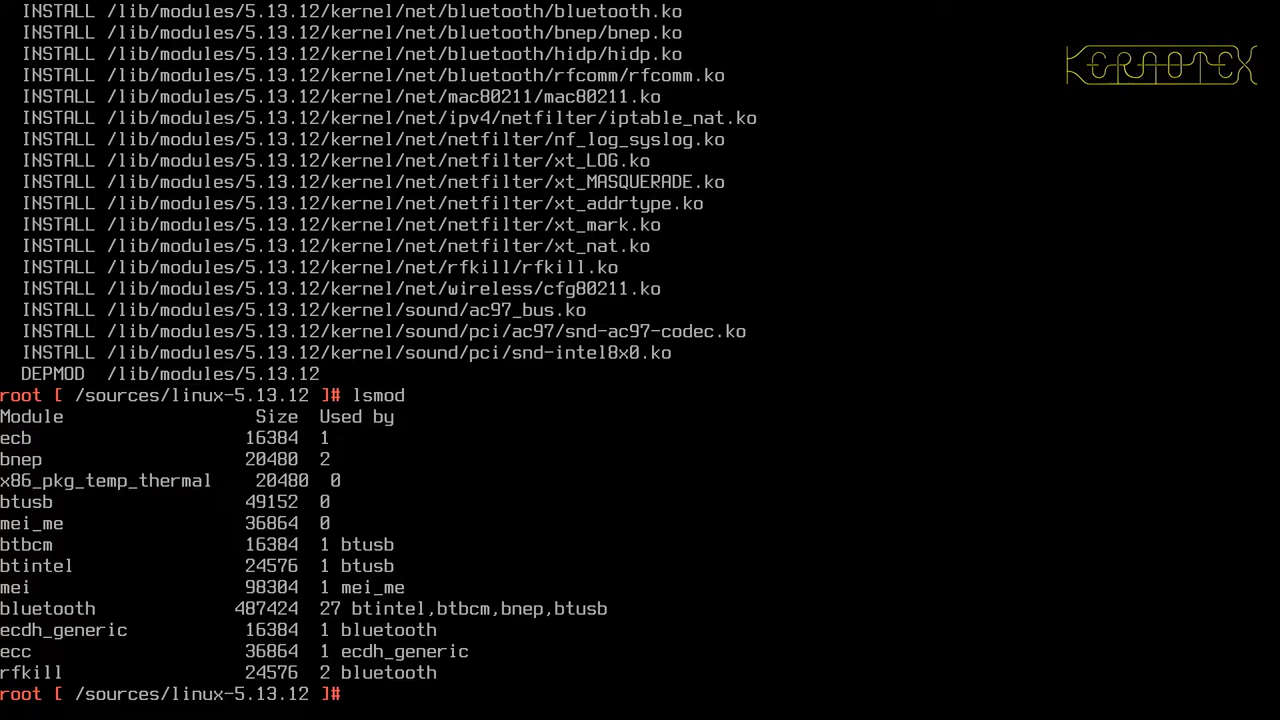 INSTALL /lib/modules/5.13.12/kernel/net/bluetooth/bluetooth.ko
INSTALL /lib/modules/5.13.12/kernel/net/bluetooth/bnep/bnep.ko
INSTALL /lib/modules/5.13.12/kernel/net/bluetooth/hidp/hidp.ko
INSTALL /lib/modules/5.13.12/kernel/net/bluetooth/rfcomm/rfcomm.ko
INSTALL /lib/modules/5.13.12/kernel/net/mac80211/mac80211.ko
INSTALL /lib/modules/5.13.12/kernel/net/ipv4/netfilter/iptable_nat.ko
INSTALL /lib/modules/5.13.12/kernel/net/netfilter/nf_log_syslog.ko
INSTALL /lib/modules/5.13.12/kernel/net/netfilter/xt_LOG.ko
INSTALL /lib/modules/5.13.12/kernel/net/netfilter/xt_MASQUERADE.ko
INSTALL /lib/modules/5.13.12/kernel/net/netfilter/xt_addrtype.ko
INSTALL /lib/modules/5.13.12/kernel/net/netfilter/xt_mark.ko
INSTALL /lib/modules/5.13.12/kernel/net/netfilter/xt_nat.ko
INSTALL /lib/modules/5.13.12/kernel/net/rfkill/rfkill.ko
INSTALL /lib/modules/5.13.12/kernel/net/wireless/cfg80211.ko
INSTALL /lib/modules/5.13.12/kernel/sound/ac97_bus.ko
INSTALL /lib/modules/5.13.12/kernel/sound/pci/ac97/snd-ac97-codec.ko
INSTALL /lib/modules/5.13.12/kernel/sound/pci/snd-intel8x0.ko
DEPMOD /lib/modules/5.13.12
root [ /sources/linux-5.13.12 ]# lsmod
Module Size Used by
ecb 16384 1
bnep 20480 2
x86_pkg_temp_thermal 20480 0
btusb 49152 0
mei_me 36864 0
btbcm 16384 1 btusb
btintel 24576 1 btusb
mei 98304 1 mei_me
bluetooth 487424 27 btintel,btbcm,bnep,btusb
ecdh_generic 16384 1 bluetooth
ecc 36864 1 ecdh_generic
rfkill 24576 2 bluetooth
root [ /sources/linux-5.13.12 ]#